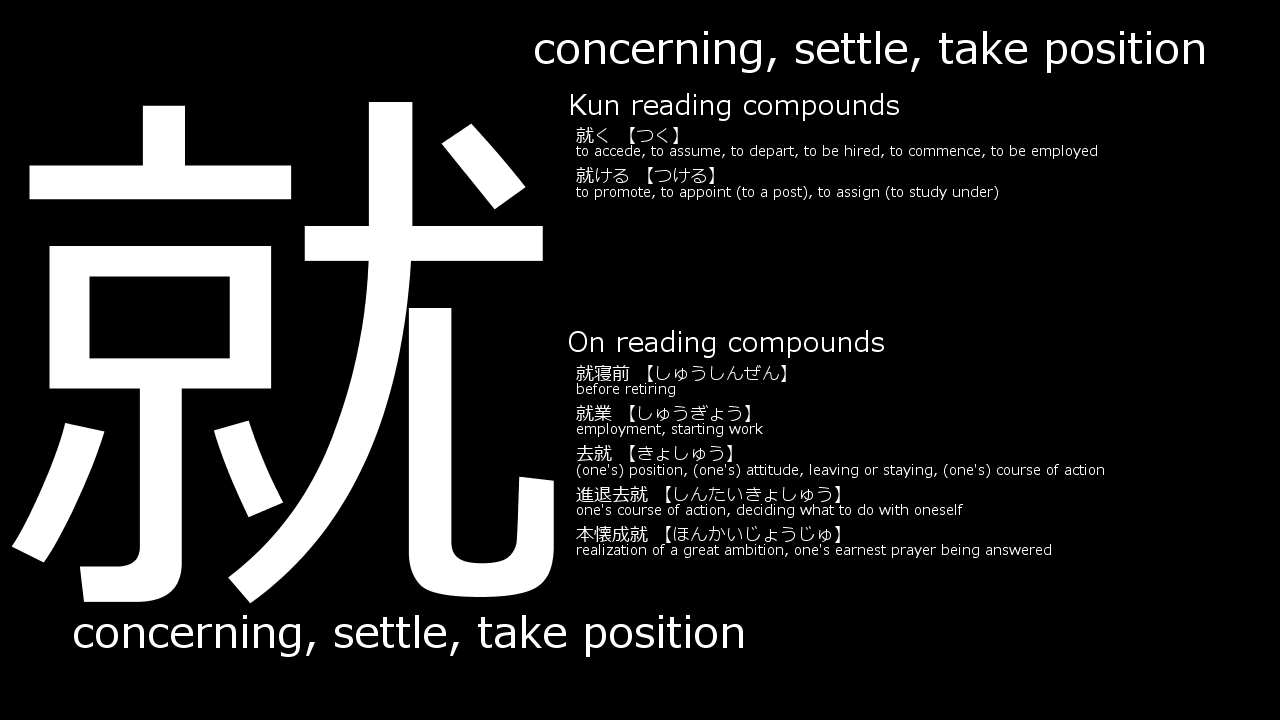 concerning, settle, take position
就
Kun reading compounds
就く 【つく】
to accede, to assume, to depart, to be hired, to commence, to be employed
就ける 【つける】
to promote, to appoint (to a post), to assign (to study under)
On reading compounds
就寝前 【しゅうしんぜん】
before retiring
就業 【しゅうぎょう】
employment, starting work
去就 【きょしゅう】
(one's) position, (one's) attitude, leaving or staying, (one's) course of action
進退去就 【しんたいきょしゅう】
one's course of action, deciding what to do with oneself
本懐成就 【ほんかいじょうじゅ】
realization of a great ambition, one's earnest prayer being answered
concerning, settle, take position